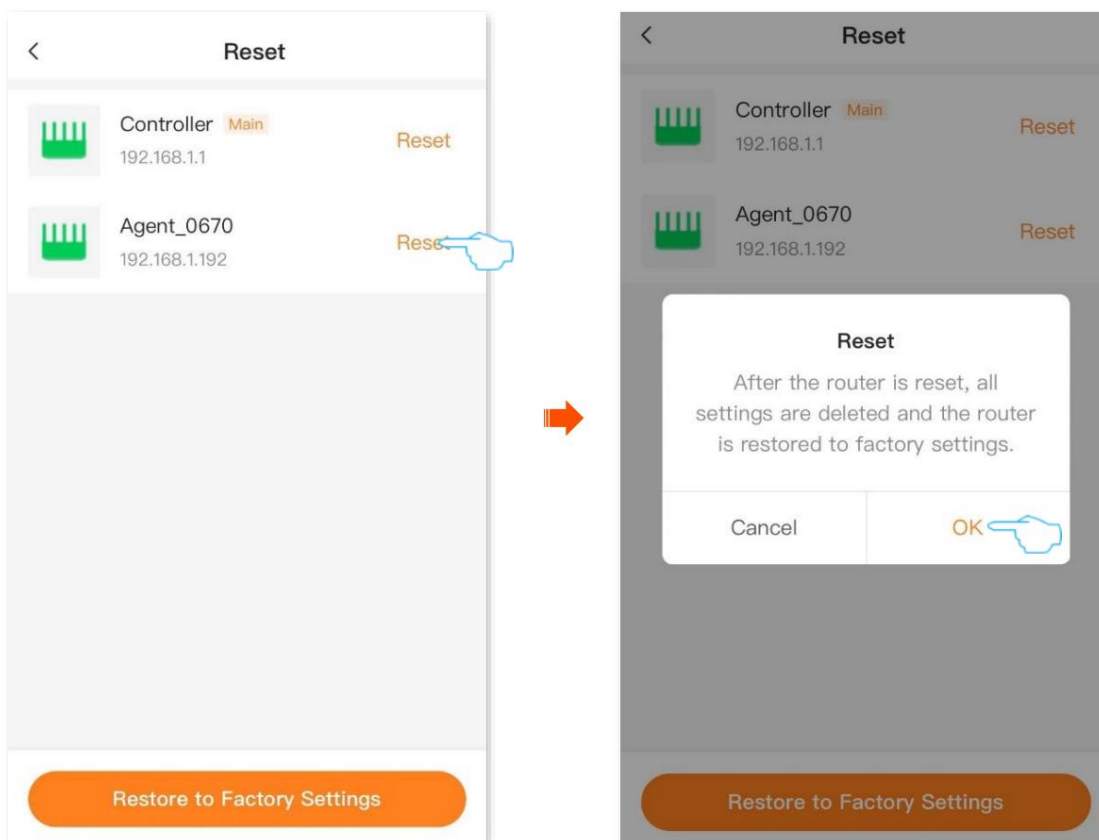 Reset
Controller Main
192.168.1.1
Reset
Agent_0670
192.168.1.192
Reset
Restore to Factory Settings
Reset
Controller Main
192.168.1.1
Reset
Agent_0670
192.168.1.192
Reset
Reset
After the router is reset, all
settings are deleted and the router
is restored to factory settings.
Cancel
OK
Restore to Factory Settings